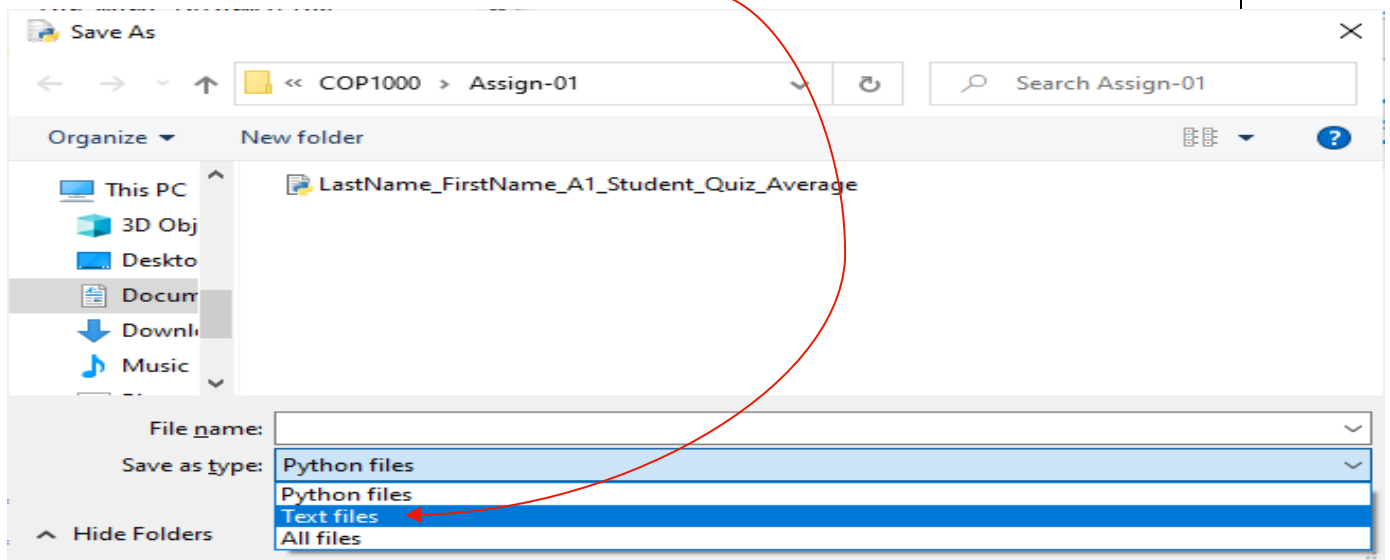 Save As
« COP1000 > Assign-01
Search Assign-01
Organize
New folder
This PC
LastName_FirstName_A1_Student_Quiz_Average
3D Obj
Deskto
Docum
Downl
Music
File name:
Save as type: Python files
Python files
Text files
All files
Hide Folders